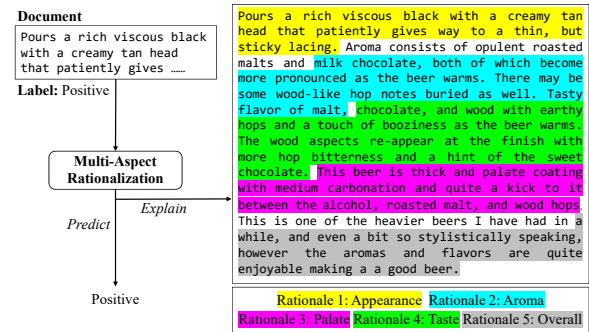 Document
Pours a rich viscous black
with a creamy tan head
that patiently gives ……
Label: Positive
Multi-Aspect
Rationalization
Explain
Predict
Positive
Pours a rich viscous black with a creamy tan
head that patiently gives way to a thin, but
sticky lacing. Aroma consists of opulent roasted
malts and milk chocolate, both of which become
more pronounced as the beer warms. There may be
some wood-like hop notes buried as well. Tasty
flavor of malt, chocolate, and wood with earthy
hops and a touch of booziness as the beer warms.
The wood aspects re-appear at the finish with
more hop bitterness and a hint of the sweet
chocolate. This beer is thick and palate coating
with medium carbonation and quite a kick to it
between the alcohol, roasted malt, and wood hops.
This is one of the heavier beers I have had in a
while, and even a bit so stylistically speaking,
however the aromas and flavors are quite
enjoyable making a a good beer.
Rationale 1: Appearance Rationale 2: Aroma
Rationale 3: Palate Rationale 4: Taste Rationale 5: Overall